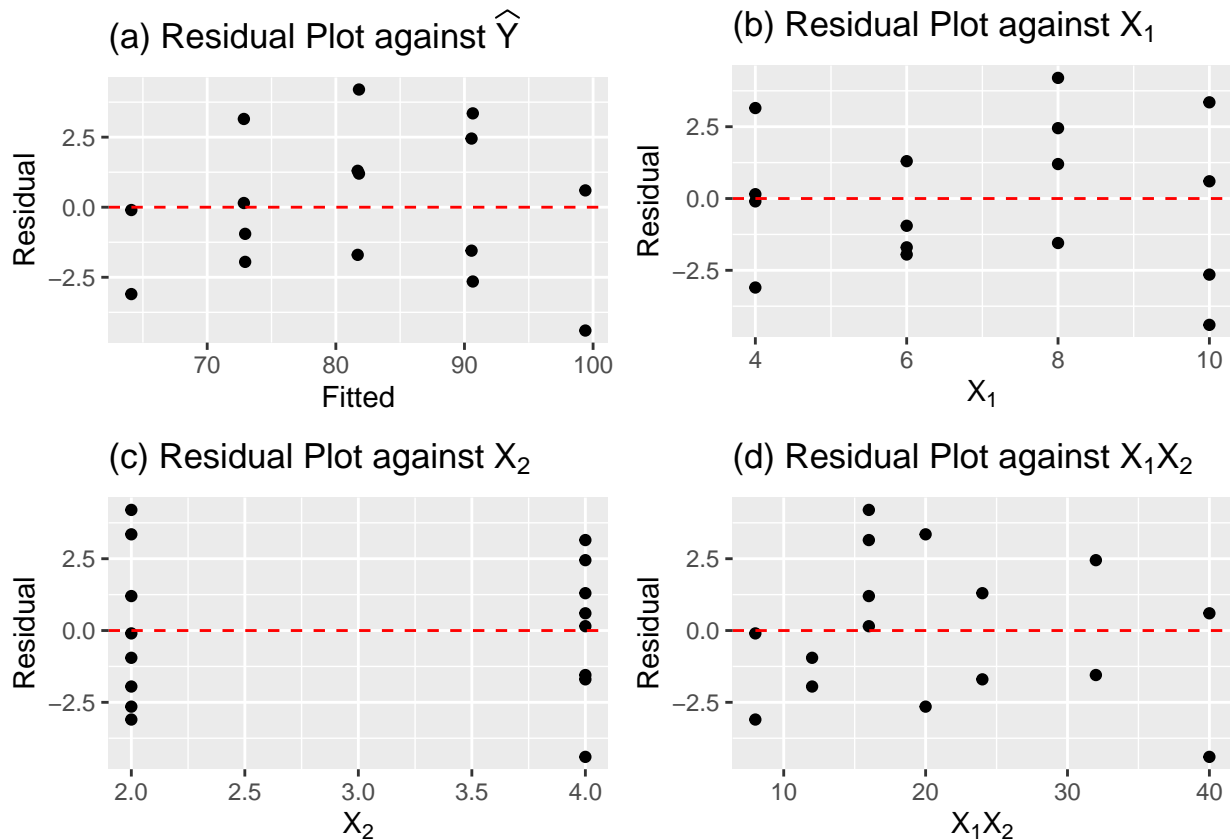 (a) Residual Plot against Ŷ
2.5
0.0
−2.5
Residual
70 80 90 100
Fitted
(b) Residual Plot against X₁
2.5
0.0
−2.5
Residual
4 6 8 10
X₁
(c) Residual Plot against X₂
2.5
0.0
−2.5
Residual
2.0 2.5 3.0 3.5 4.0
X₂
(d) Residual Plot against X₁X₂
2.5
0.0
−2.5
Residual
10 20 30 40
X₁X₂